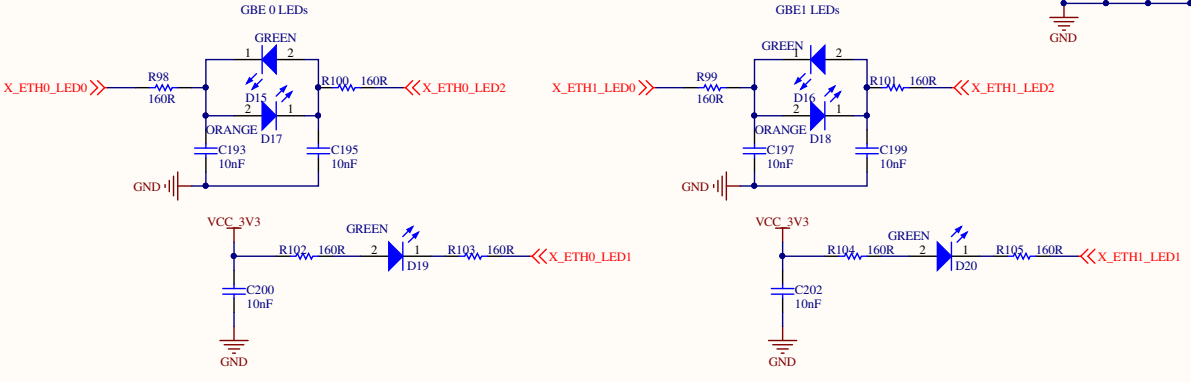 GBE 0 LEDs
GREEN
1 2
X_ETH0_LED0
R98
160R
D15
R100 160R
X_ETH0_LED2
2 1
ORANGE
D17
C193
10nF
C195
10nF
GND
GBE1 LEDs
GREEN
1 2
X_ETH1_LED0
R99
160R
D16
R101 160R
X_ETH1_LED2
2 1
ORANGE
D18
C197
10nF
C199
10nF
GND
GND
VCC_3V3
R102 160R
GREEN
2 1
D19
R103 160R
X_ETH0_LED1
C200
10nF
GND
VCC_3V3
R104 160R
GREEN
2 1
D20
R105 160R
X_ETH1_LED1
C202
10nF
GND